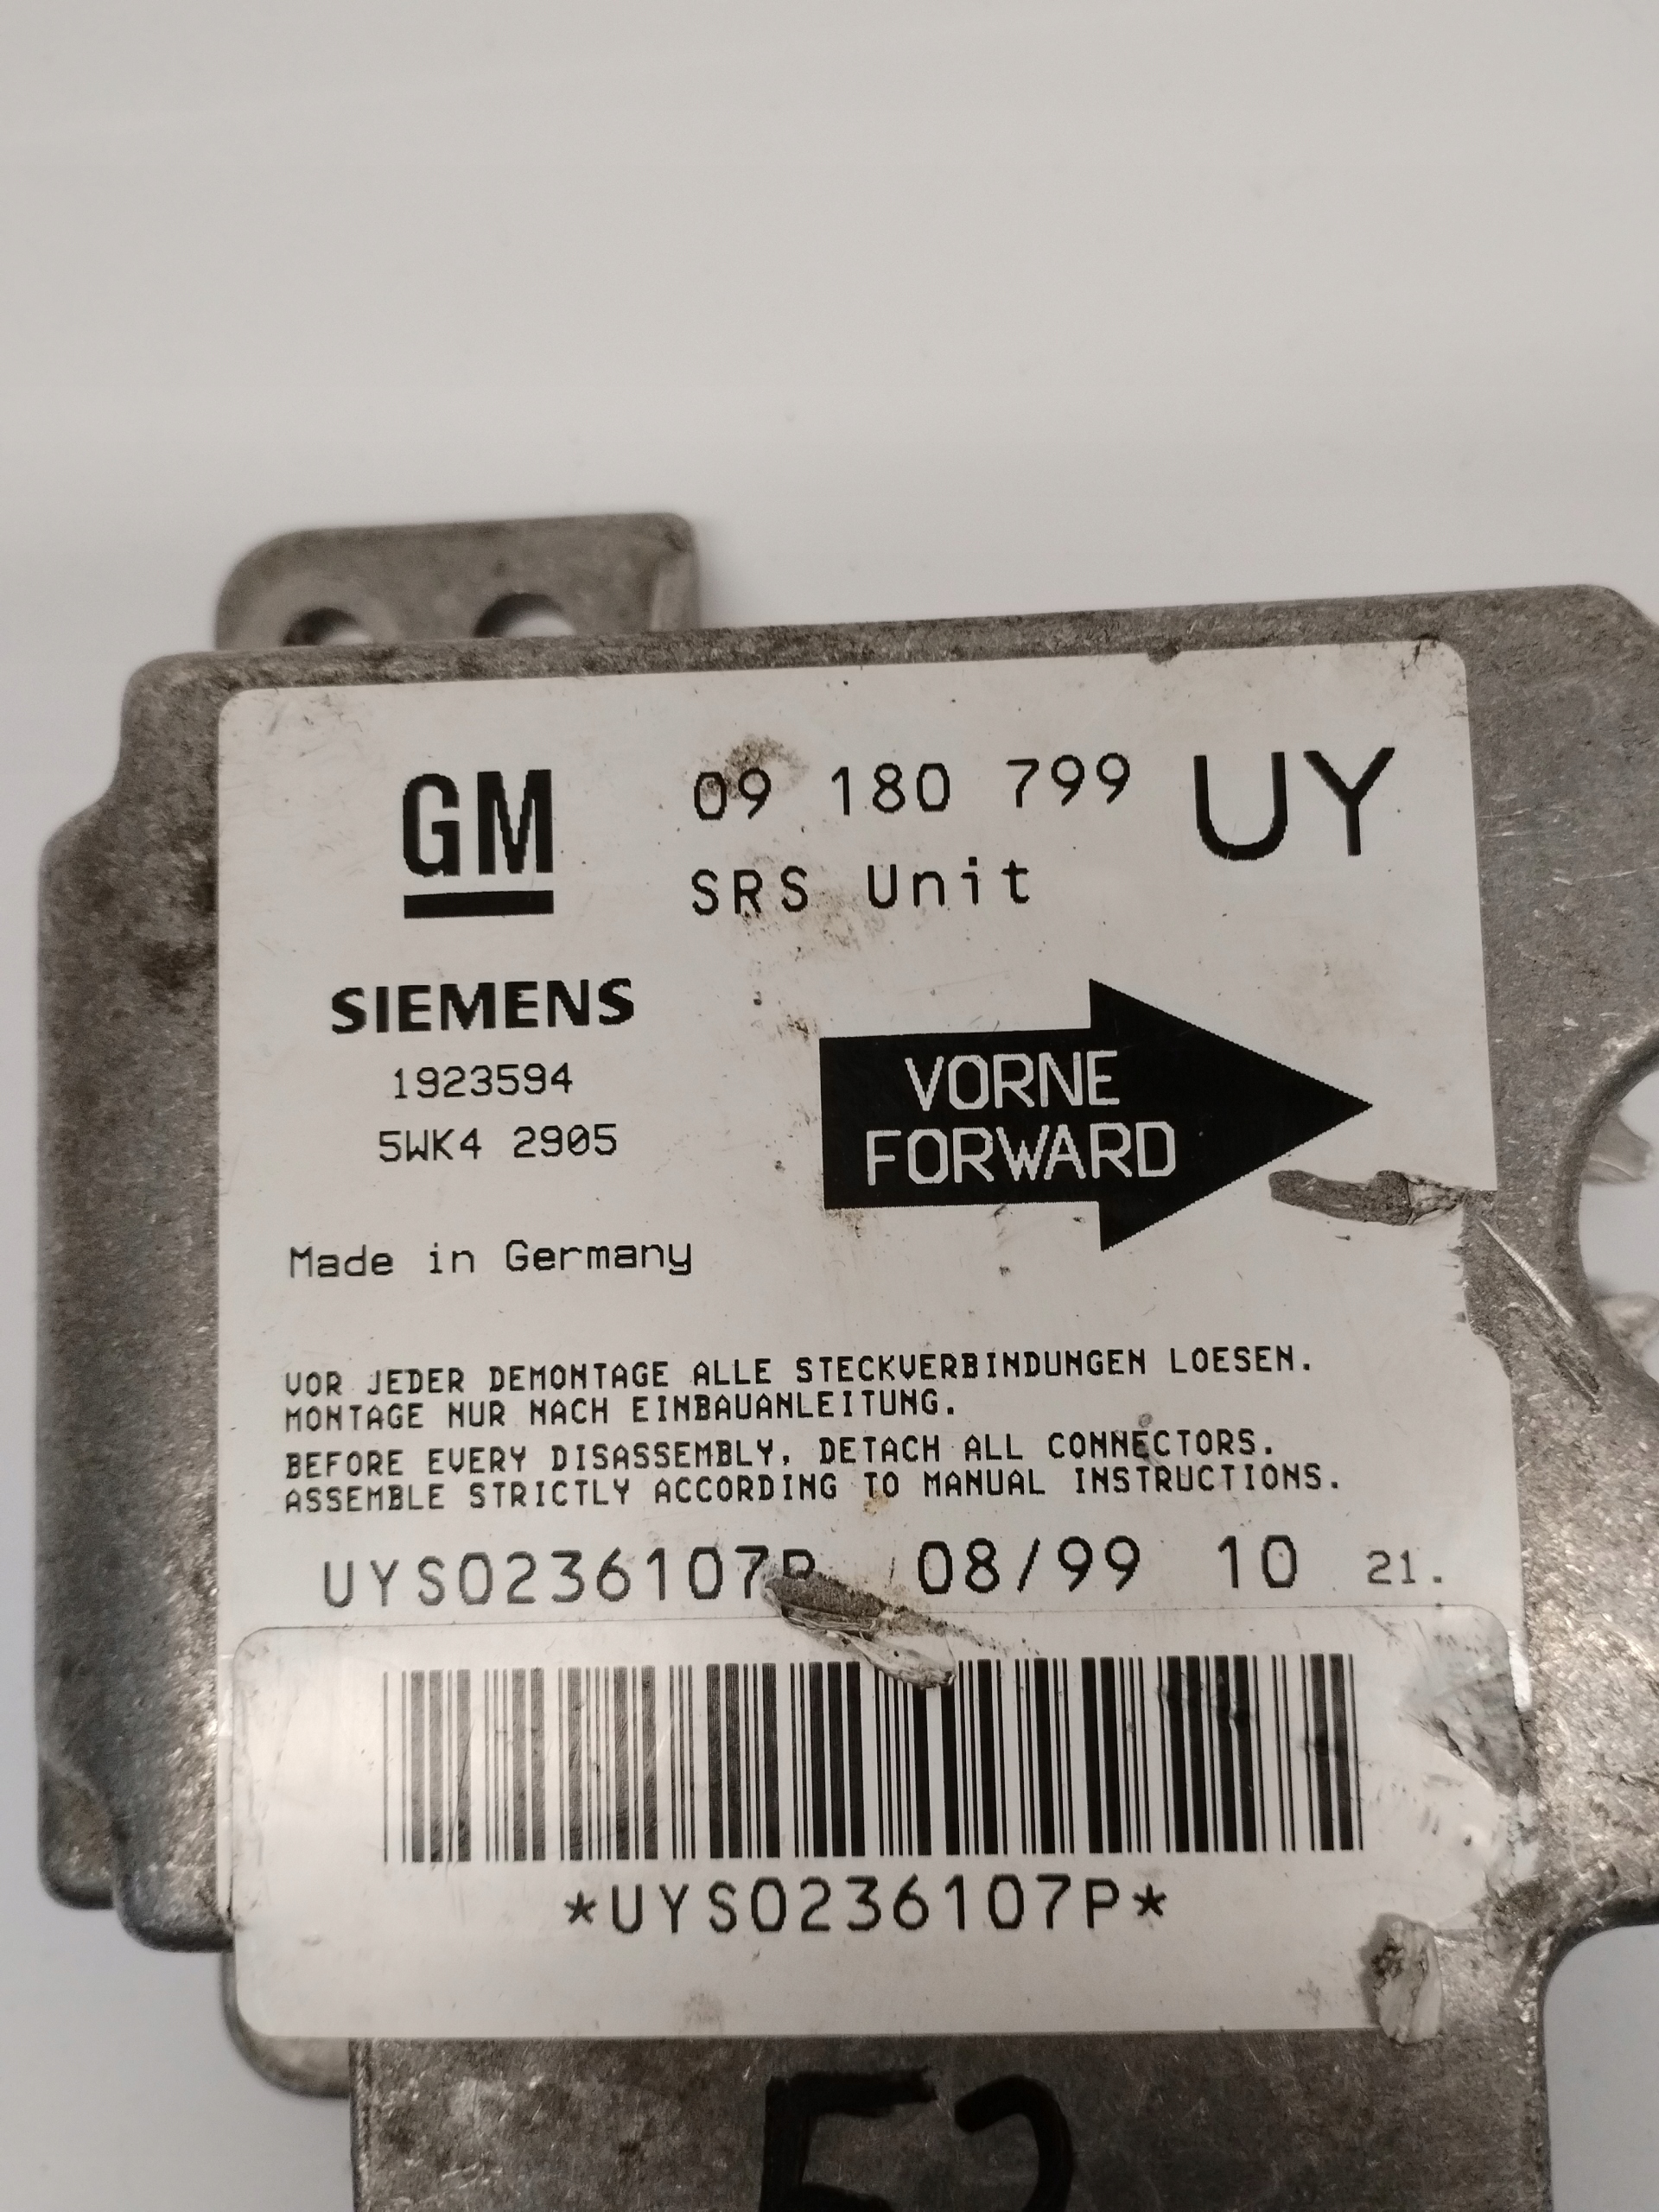 GM 09 180 799 UY
SRS Unit
SIEMENS
1923594
5WK4 2905
VORNE
FORWARD
Made in Germany
VOR JEDER DEMONTAGE ALLE STECKVERBINDUNGEN LOESEN.
MONTAGE NUR NACH EINBAUANLEITUNG.
BEFORE EVERY DISASSEMBLY, DETACH ALL CONNECTORS.
ASSEMBLE STRICTLY ACCORDING TO MANUAL INSTRUCTIONS.
UYS0236107P 08/99 10 21.
*UYS0236107P*